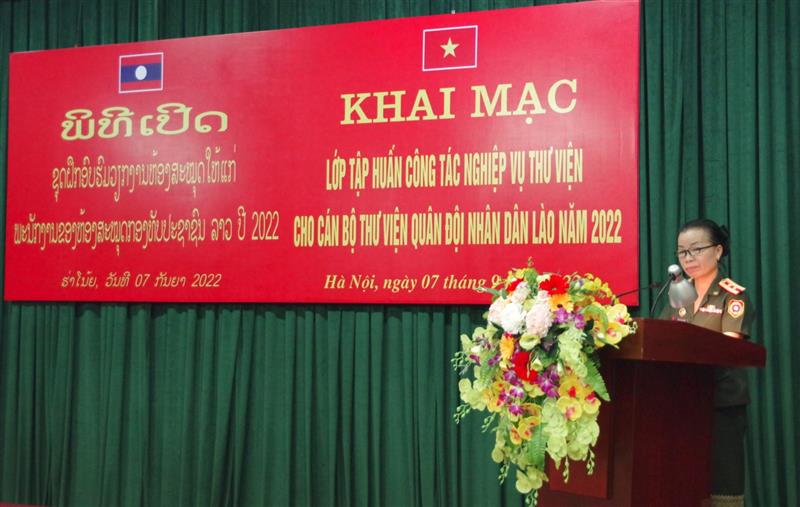 ພິທີເປີດ
ຊຸດຝຶກອົບຮົມວຽກງານຫ້ອງສະໝຸດໃຫ້ແກ່
ພະນັກງານຂອງຫ້ອງສະໝຸດກອງທັບປະຊາຊົນ ລາວ ປີ 2022
ຮ່າໂນ້ຍ, ວັນທີ 07 ກັນຍາ 2022
KHAI MẠC
LỚP TẬP HUẤN CÔNG TÁC NGHIỆP VỤ THƯ VIỆN
CHO CÁN BỘ THƯ VIỆN QUÂN ĐỘI NHÂN DÂN LÀO NĂM 2022
Hà Nội, ngày 07 tháng 9